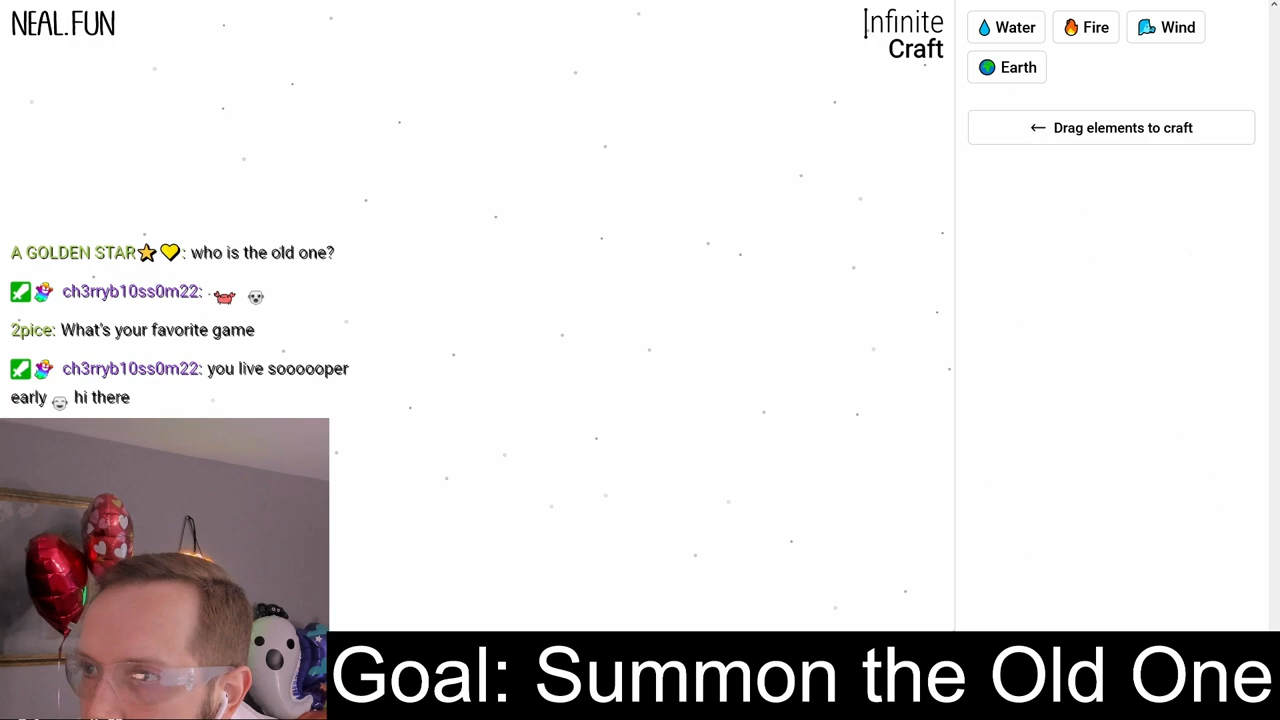 NEAL.FUN
Infinite
Craft
Water
Fire
Wind
Earth
← Drag elements to craft
A GOLDEN STAR⭐💛: who is the old one?
ch3rryb10ss0m22:
2pice: What's your favorite game
ch3rryb10ss0m22: you live soooooper
early hi there
Goal: Summon the Old One